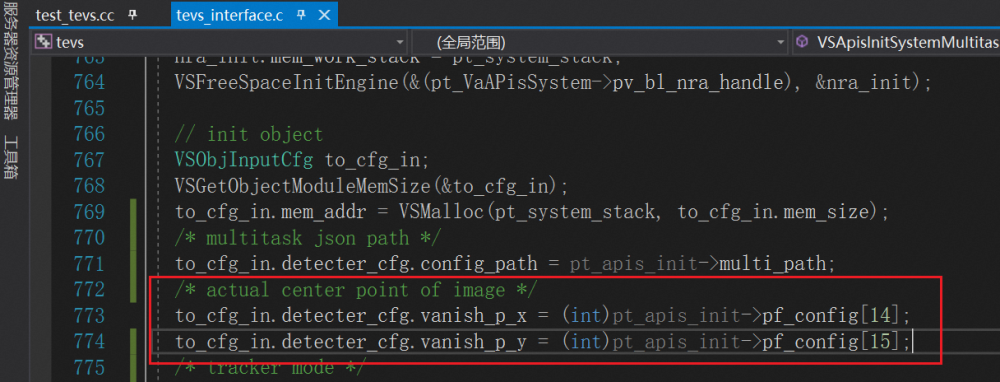 服务器资源管理器
工具箱
test_tevs.cc
tevs_interface.c
tevs
(全局范围)
VSApisInitSystemMultitas
763 nra_init.mem_work_stack = pt_system_stack;
764 VSFreeSpaceInitEngine(&(pt_VaAPisSystem->pv_bl_nra_handle), &nra_init);
765
766 // init object
767 VSObjInputCfg to_cfg_in;
768 VSGetObjectModuleMemSize(&to_cfg_in);
769 to_cfg_in.mem_addr = VSMalloc(pt_system_stack, to_cfg_in.mem_size);
770 /* multitask json path */
771 to_cfg_in.detecter_cfg.config_path = pt_apis_init->multi_path;
772 /* actual center point of image */
773 to_cfg_in.detecter_cfg.vanish_p_x = (int)pt_apis_init->pf_config[14];
774 to_cfg_in.detecter_cfg.vanish_p_y = (int)pt_apis_init->pf_config[15];
775 /* tracker mode */